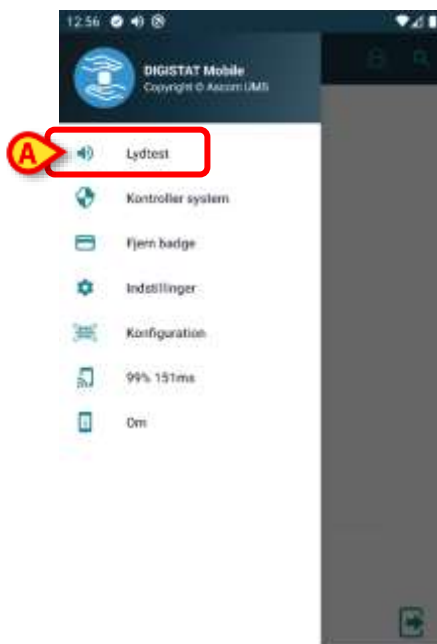 12.56
DIGISTAT Mobile
Copyright © Ascom UMS
A
Lydtest
Kontroller system
Fjern badge
Indstillinger
Konfiguration
99% 151ms
Om